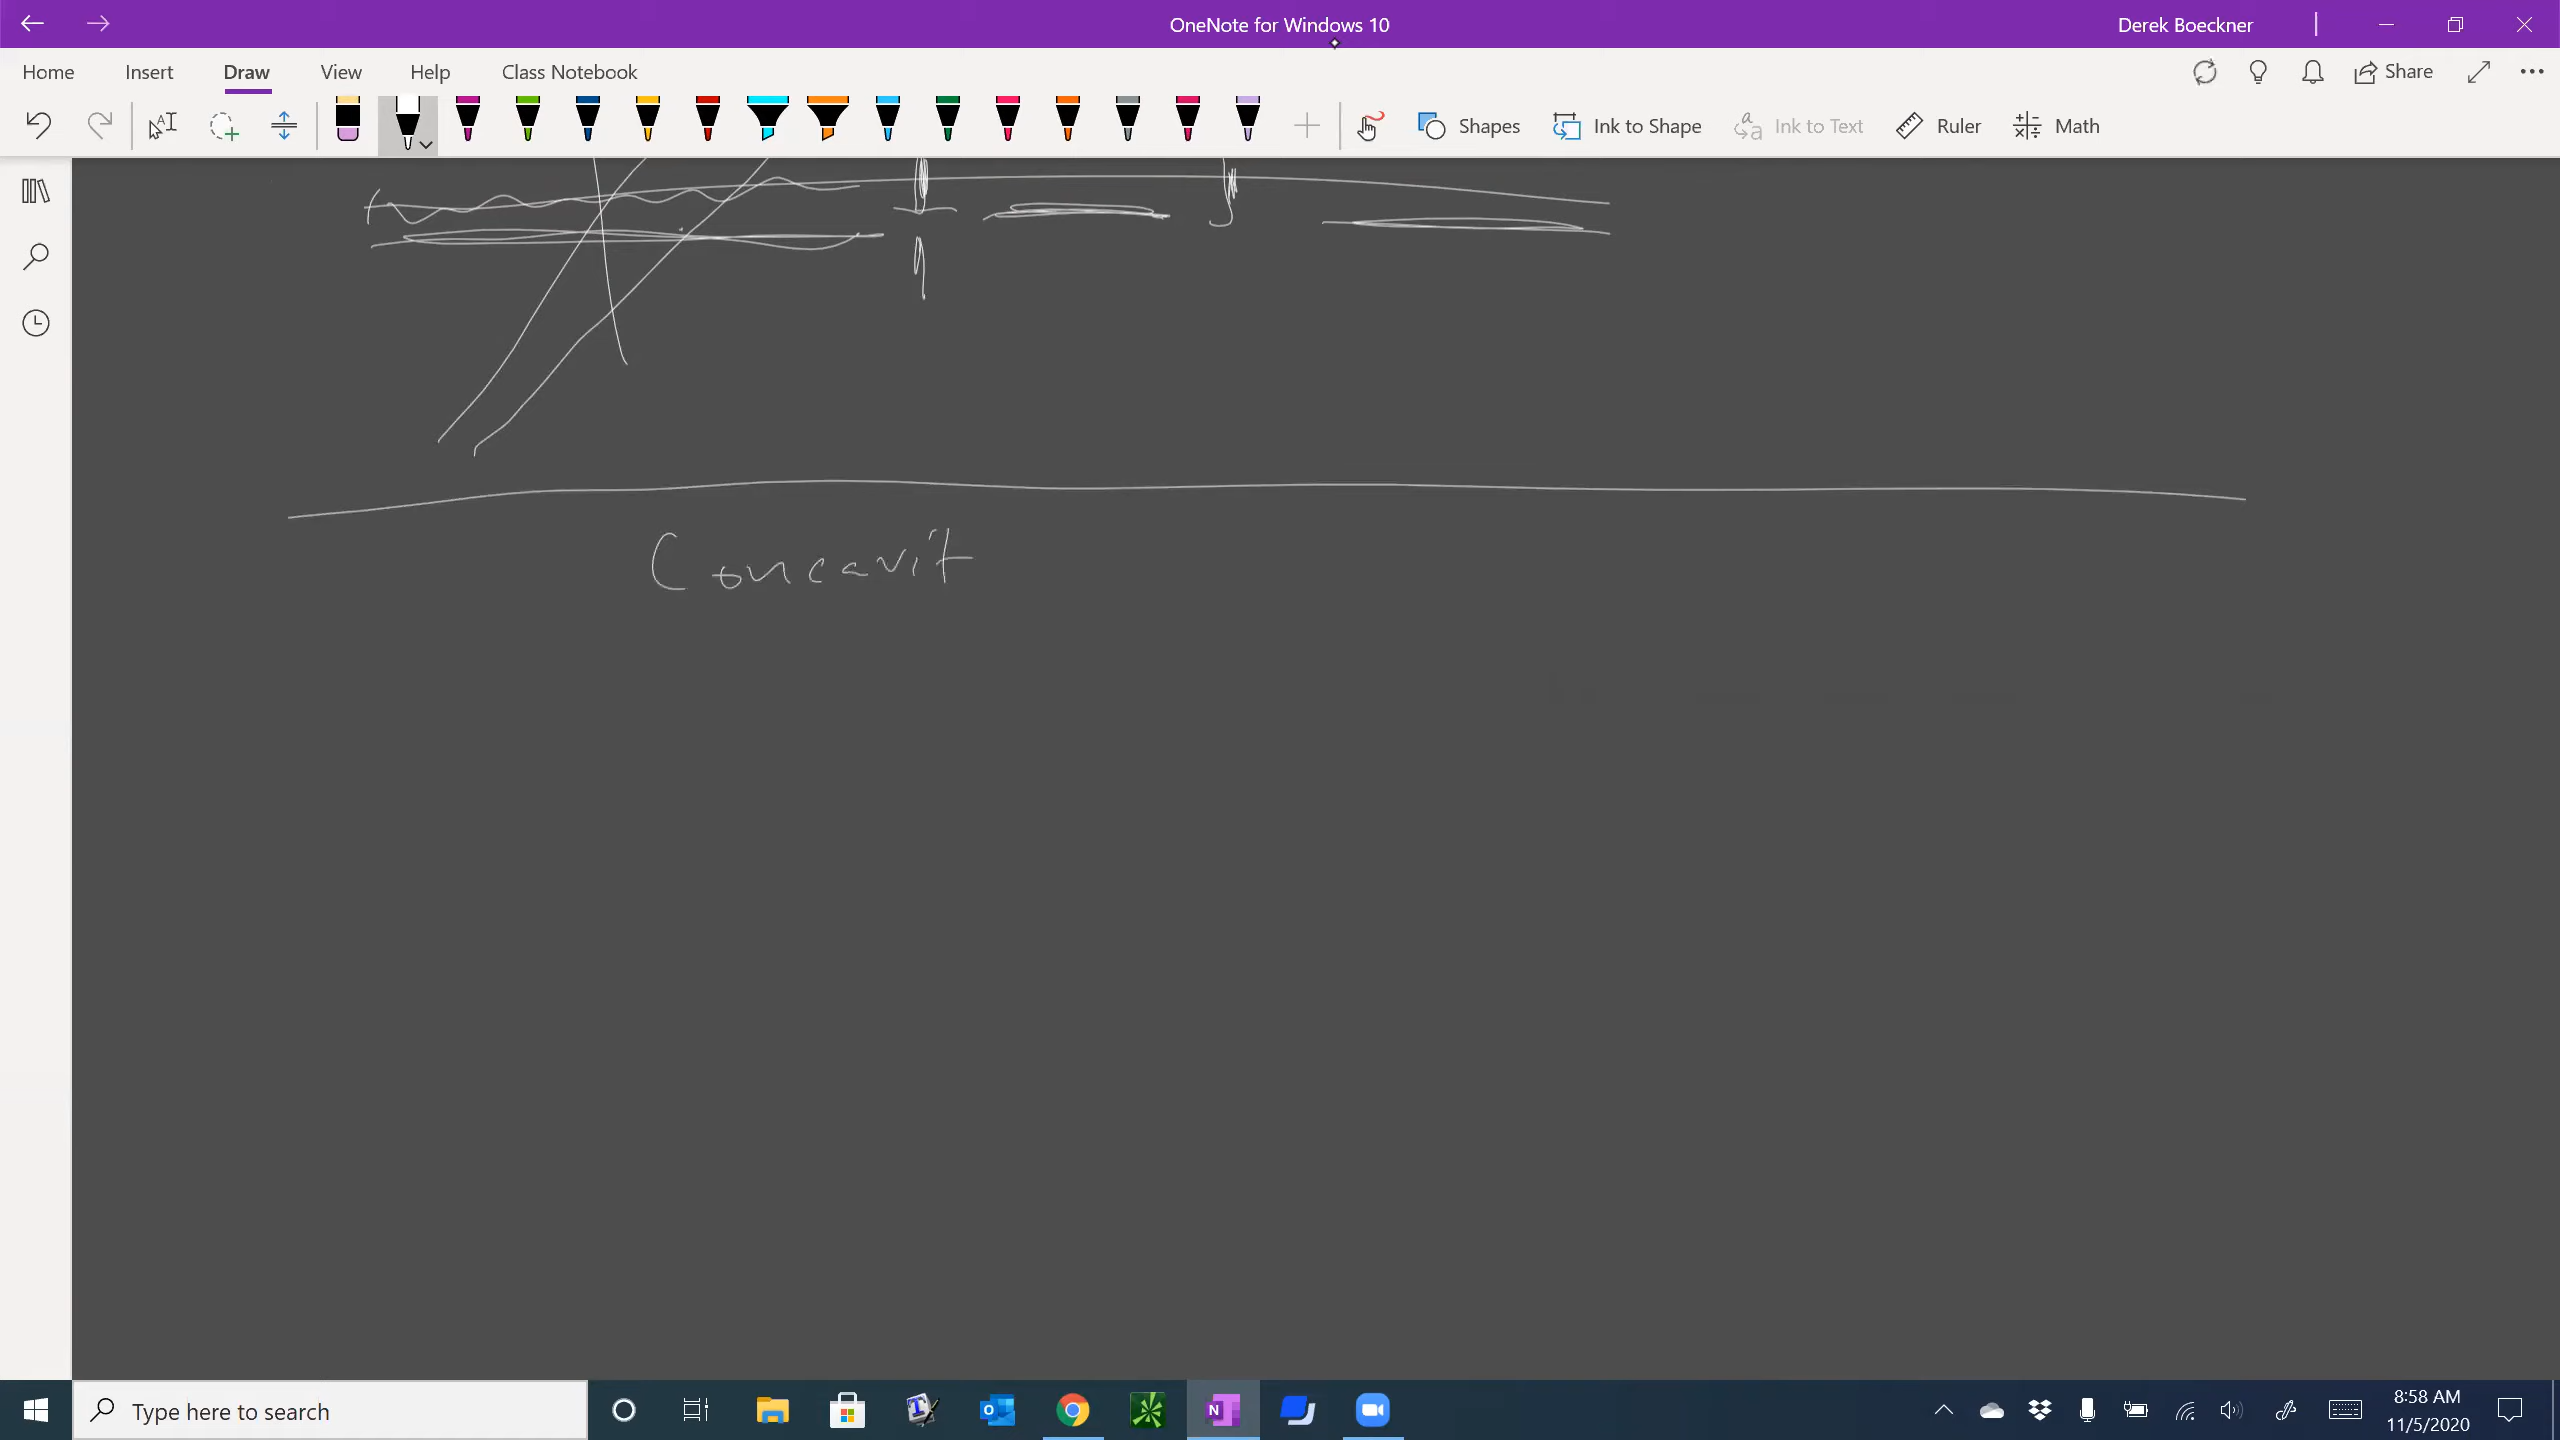 OneNote for Windows 10
Derek Boeckner
Home Insert Draw View Help Class Notebook
Share
Shapes Ink to Shape Ink to Text Ruler Math
Concavit
Type here to search
8:58 AM
11/5/2020